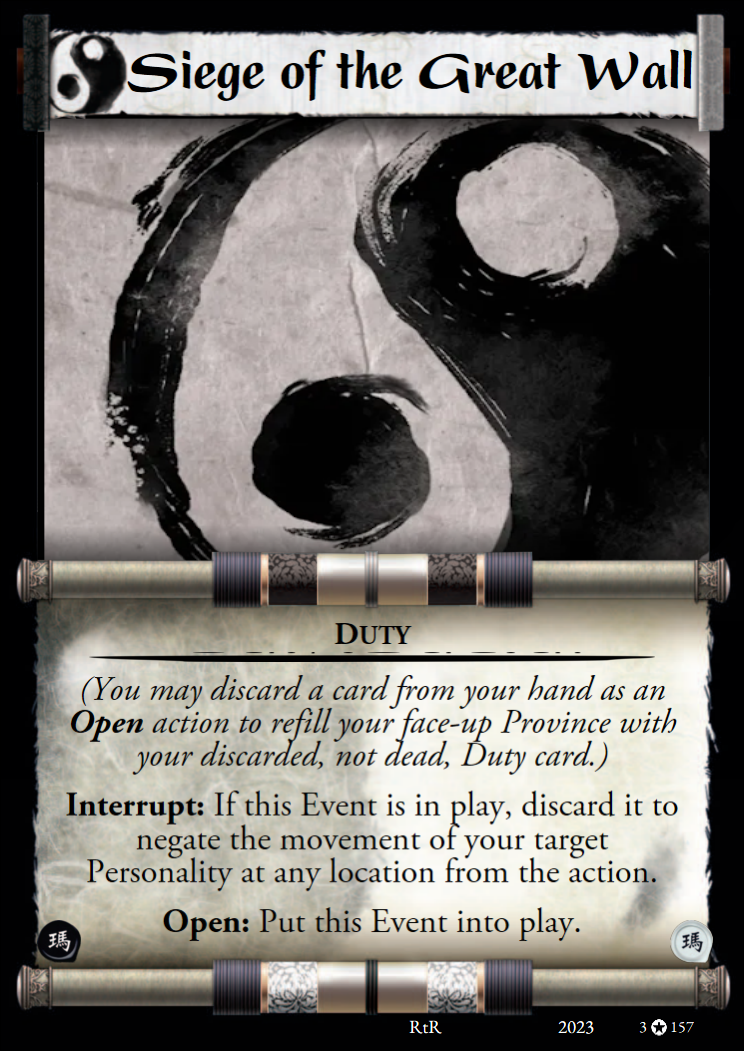 Siege of the Great Wall
DUTY
(You may discard a card from your hand as an
Open action to refill your face-up Province with
your discarded, not dead, Duty card.)
Interrupt: If this Event is in play, discard it to
negate the movement of your target
Personality at any location from the action.
Open: Put this Event into play.
瑪
瑪
RtR 2023 3 157